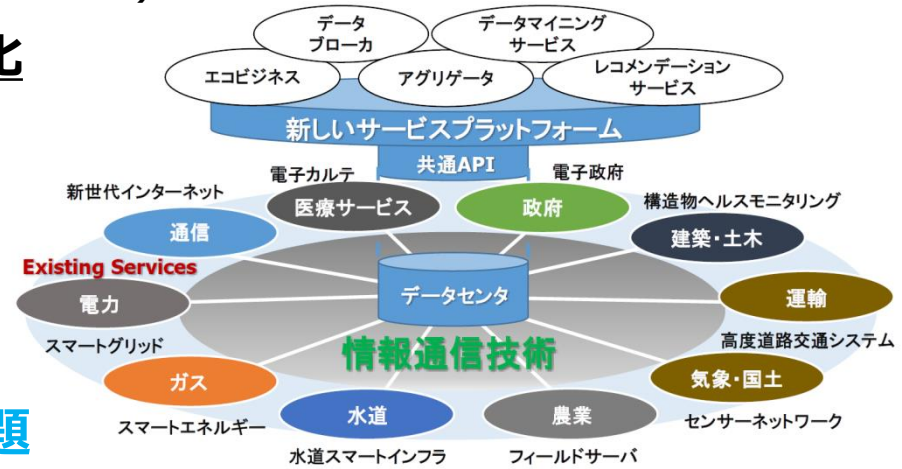 化
データ
ブローカ
データマイニング
サービス
エコビジネス
アグリゲータ
レコメンデーション
サービス
新しいサービスプラットフォーム
共通API
電子カルテ
電子政府
新世代インターネット
医療サービス
政府
構造物ヘルスモニタリング
通信
建築・土木
Existing Services
電力
データセンタ
運輸
スマートグリッド
情報通信技術
高度道路交通システム
ガス
気象・国土
スマートエネルギー
水道
農業
センサーネットワーク
題
水道スマートインフラ
フィールドサーバ